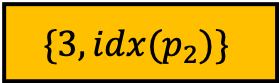 {3, idx(p₂)}